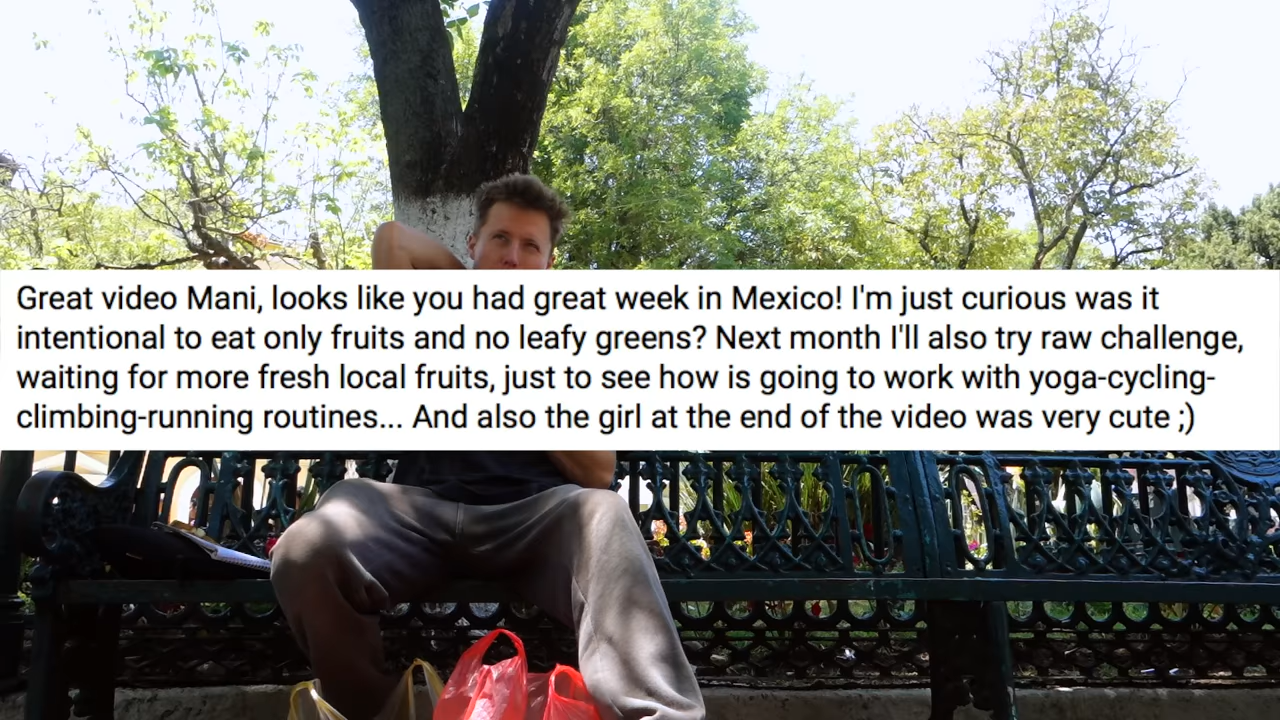 Great video Mani, looks like you had great week in Mexico! I'm just curious was it
intentional to eat only fruits and no leafy greens? Next month I'll also try raw challenge,
waiting for more fresh local fruits, just to see how is going to work with yoga-cycling-
climbing-running routines... And also the girl at the end of the video was very cute ;)